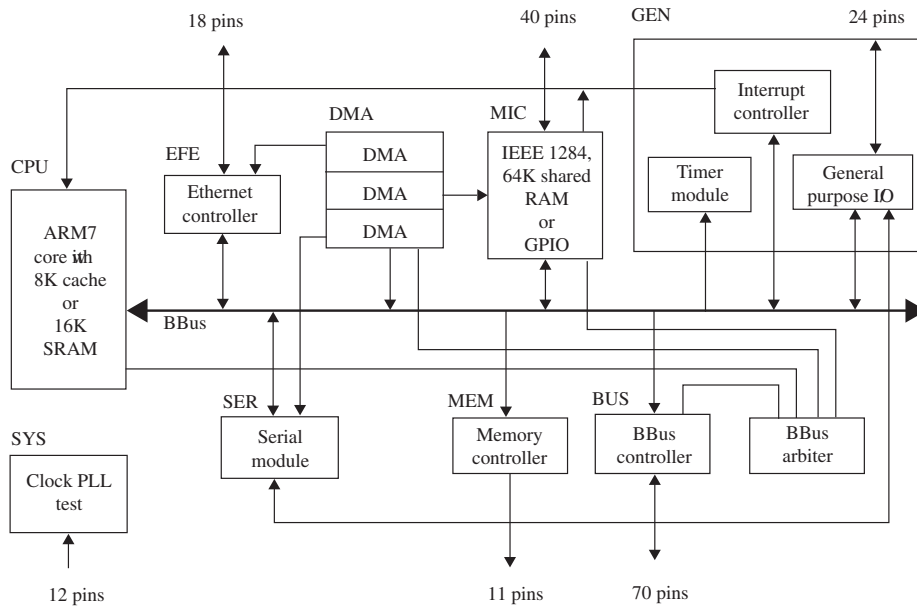 18 pins
40 pins
GEN
24 pins
Interrupt
controller
DMA
MIC
EFE
DMA
IEEE 1284,
64K shared
RAM
or
GPIO
CPU
Ethernet
controller
DMA
Timer
module
General
purpose I/O
DMA
ARM7
core with
8K cache
or
16K
SRAM
BBus
SER
MEM
BUS
Serial
module
Memory
controller
BBus
controller
BBus
arbiter
SYS
Clock PLL
test
12 pins
11 pins
70 pins